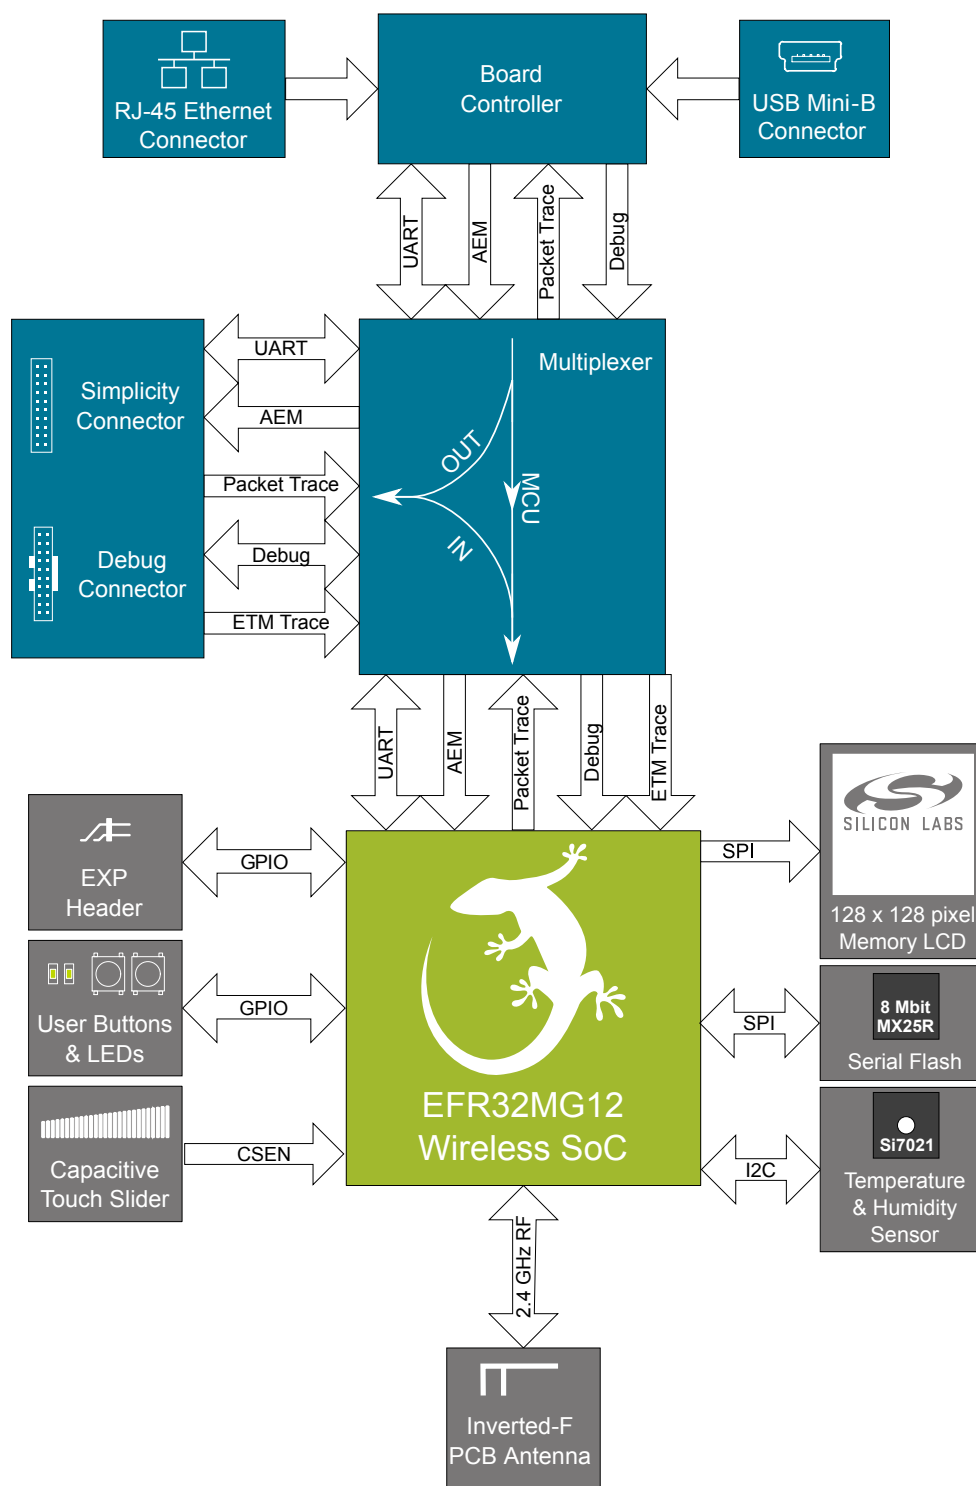 RJ-45 Ethernet
Connector
Board
Controller
USB Mini-B
Connector
UART
AEM
Packet Trace
Debug
Simplicity
Connector
Debug
Connector
UART
AEM
Packet Trace
Debug
ETM Trace
Multiplexer
OUT
MCU
IN
UART
AEM
Packet Trace
Debug
ETM Trace
EXP
Header
GPIO
User Buttons
& LEDs
GPIO
Capacitive
Touch Slider
CSEN
EFR32MG12
Wireless SoC
SPI
SILICON LABS
128 x 128 pixel
Memory LCD
SPI
8 Mbit
MX25R
Serial Flash
I2C
Si7021
Temperature
& Humidity
Sensor
2.4 GHz RF
Inverted-F
PCB Antenna